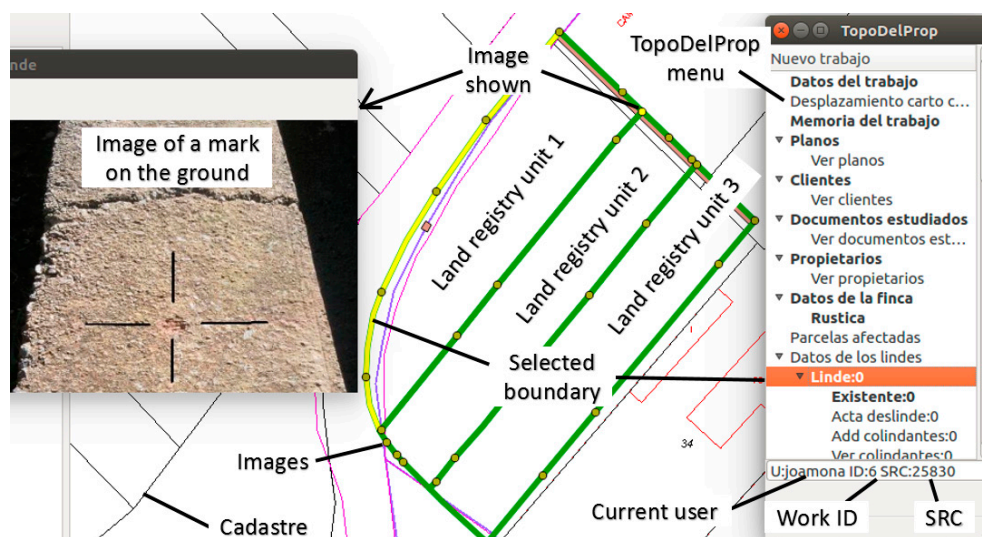 nde
Image of a mark
on the ground
Image
shown
TopoDelProp
menu
Land registry unit 1
Land registry unit 2
Land registry unit 3
Selected
boundary
Images
Cadastre
34
Current user
Work ID
SRC
TopoDelProp
Nuevo trabajo
Datos del trabajo
Desplazamiento carto c...
Memoria del trabajo
Planos
Ver planos
Clientes
Ver clientes
Documentos estudiados
Ver documentos est...
Propietarios
Ver propietarios
Datos de la finca
Rustica
Parcelas afectadas
Datos de los lindes
Linde:0
Existente:0
Acta deslinde:0
Add colindantes:0
Ver colindantes:0
U:joamona ID:6 SRC:25830